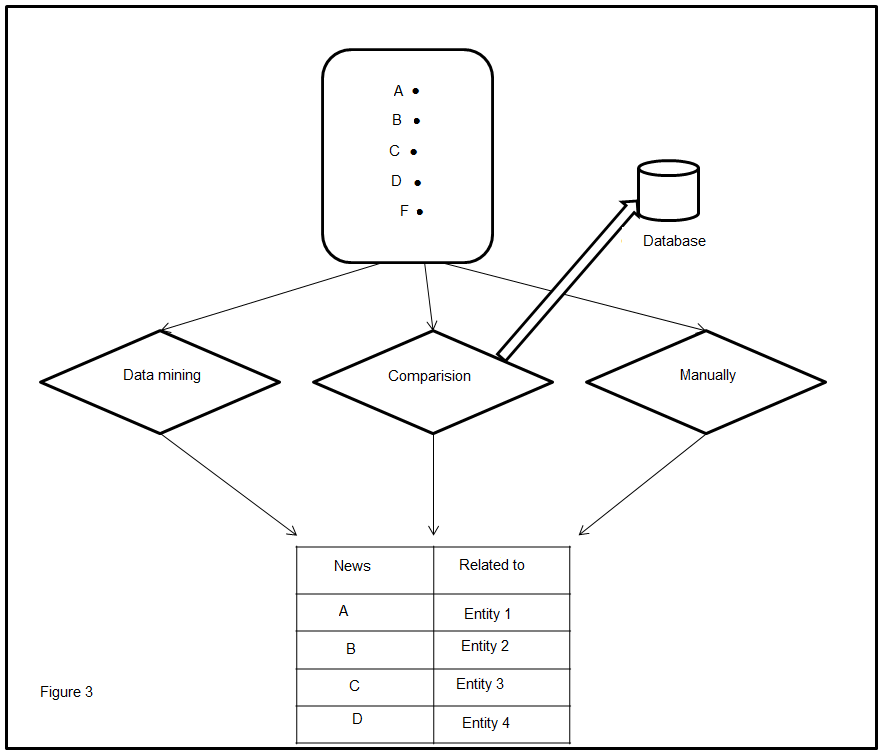 A
B
C
D
F
Database
Data mining
Comparision
Manually
News Related to
A Entity 1
B Entity 2
C Entity 3
D Entity 4
Figure 3